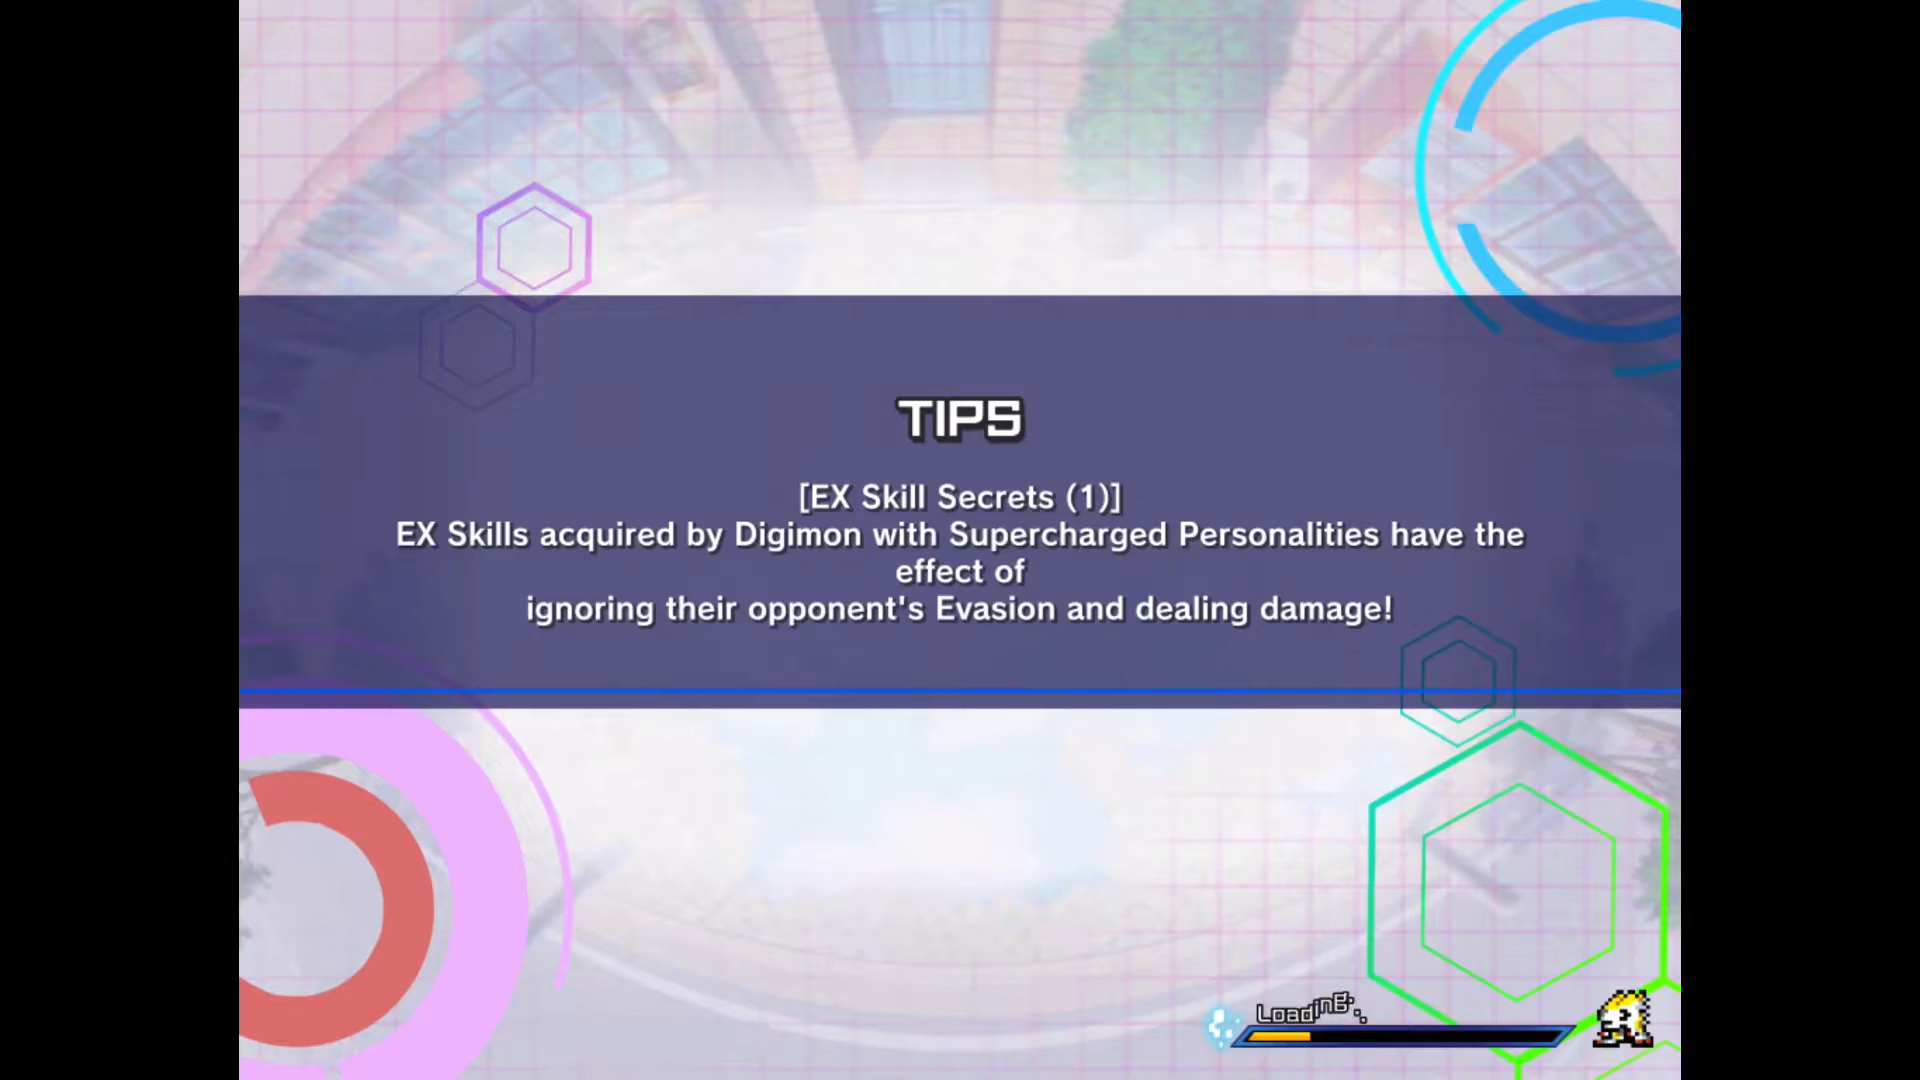 TIPS
[EX Skill Secrets (1)]
EX Skills acquired by Digimon with Supercharged Personalities have the
effect of
ignoring their opponent's Evasion and dealing damage!
Loading..